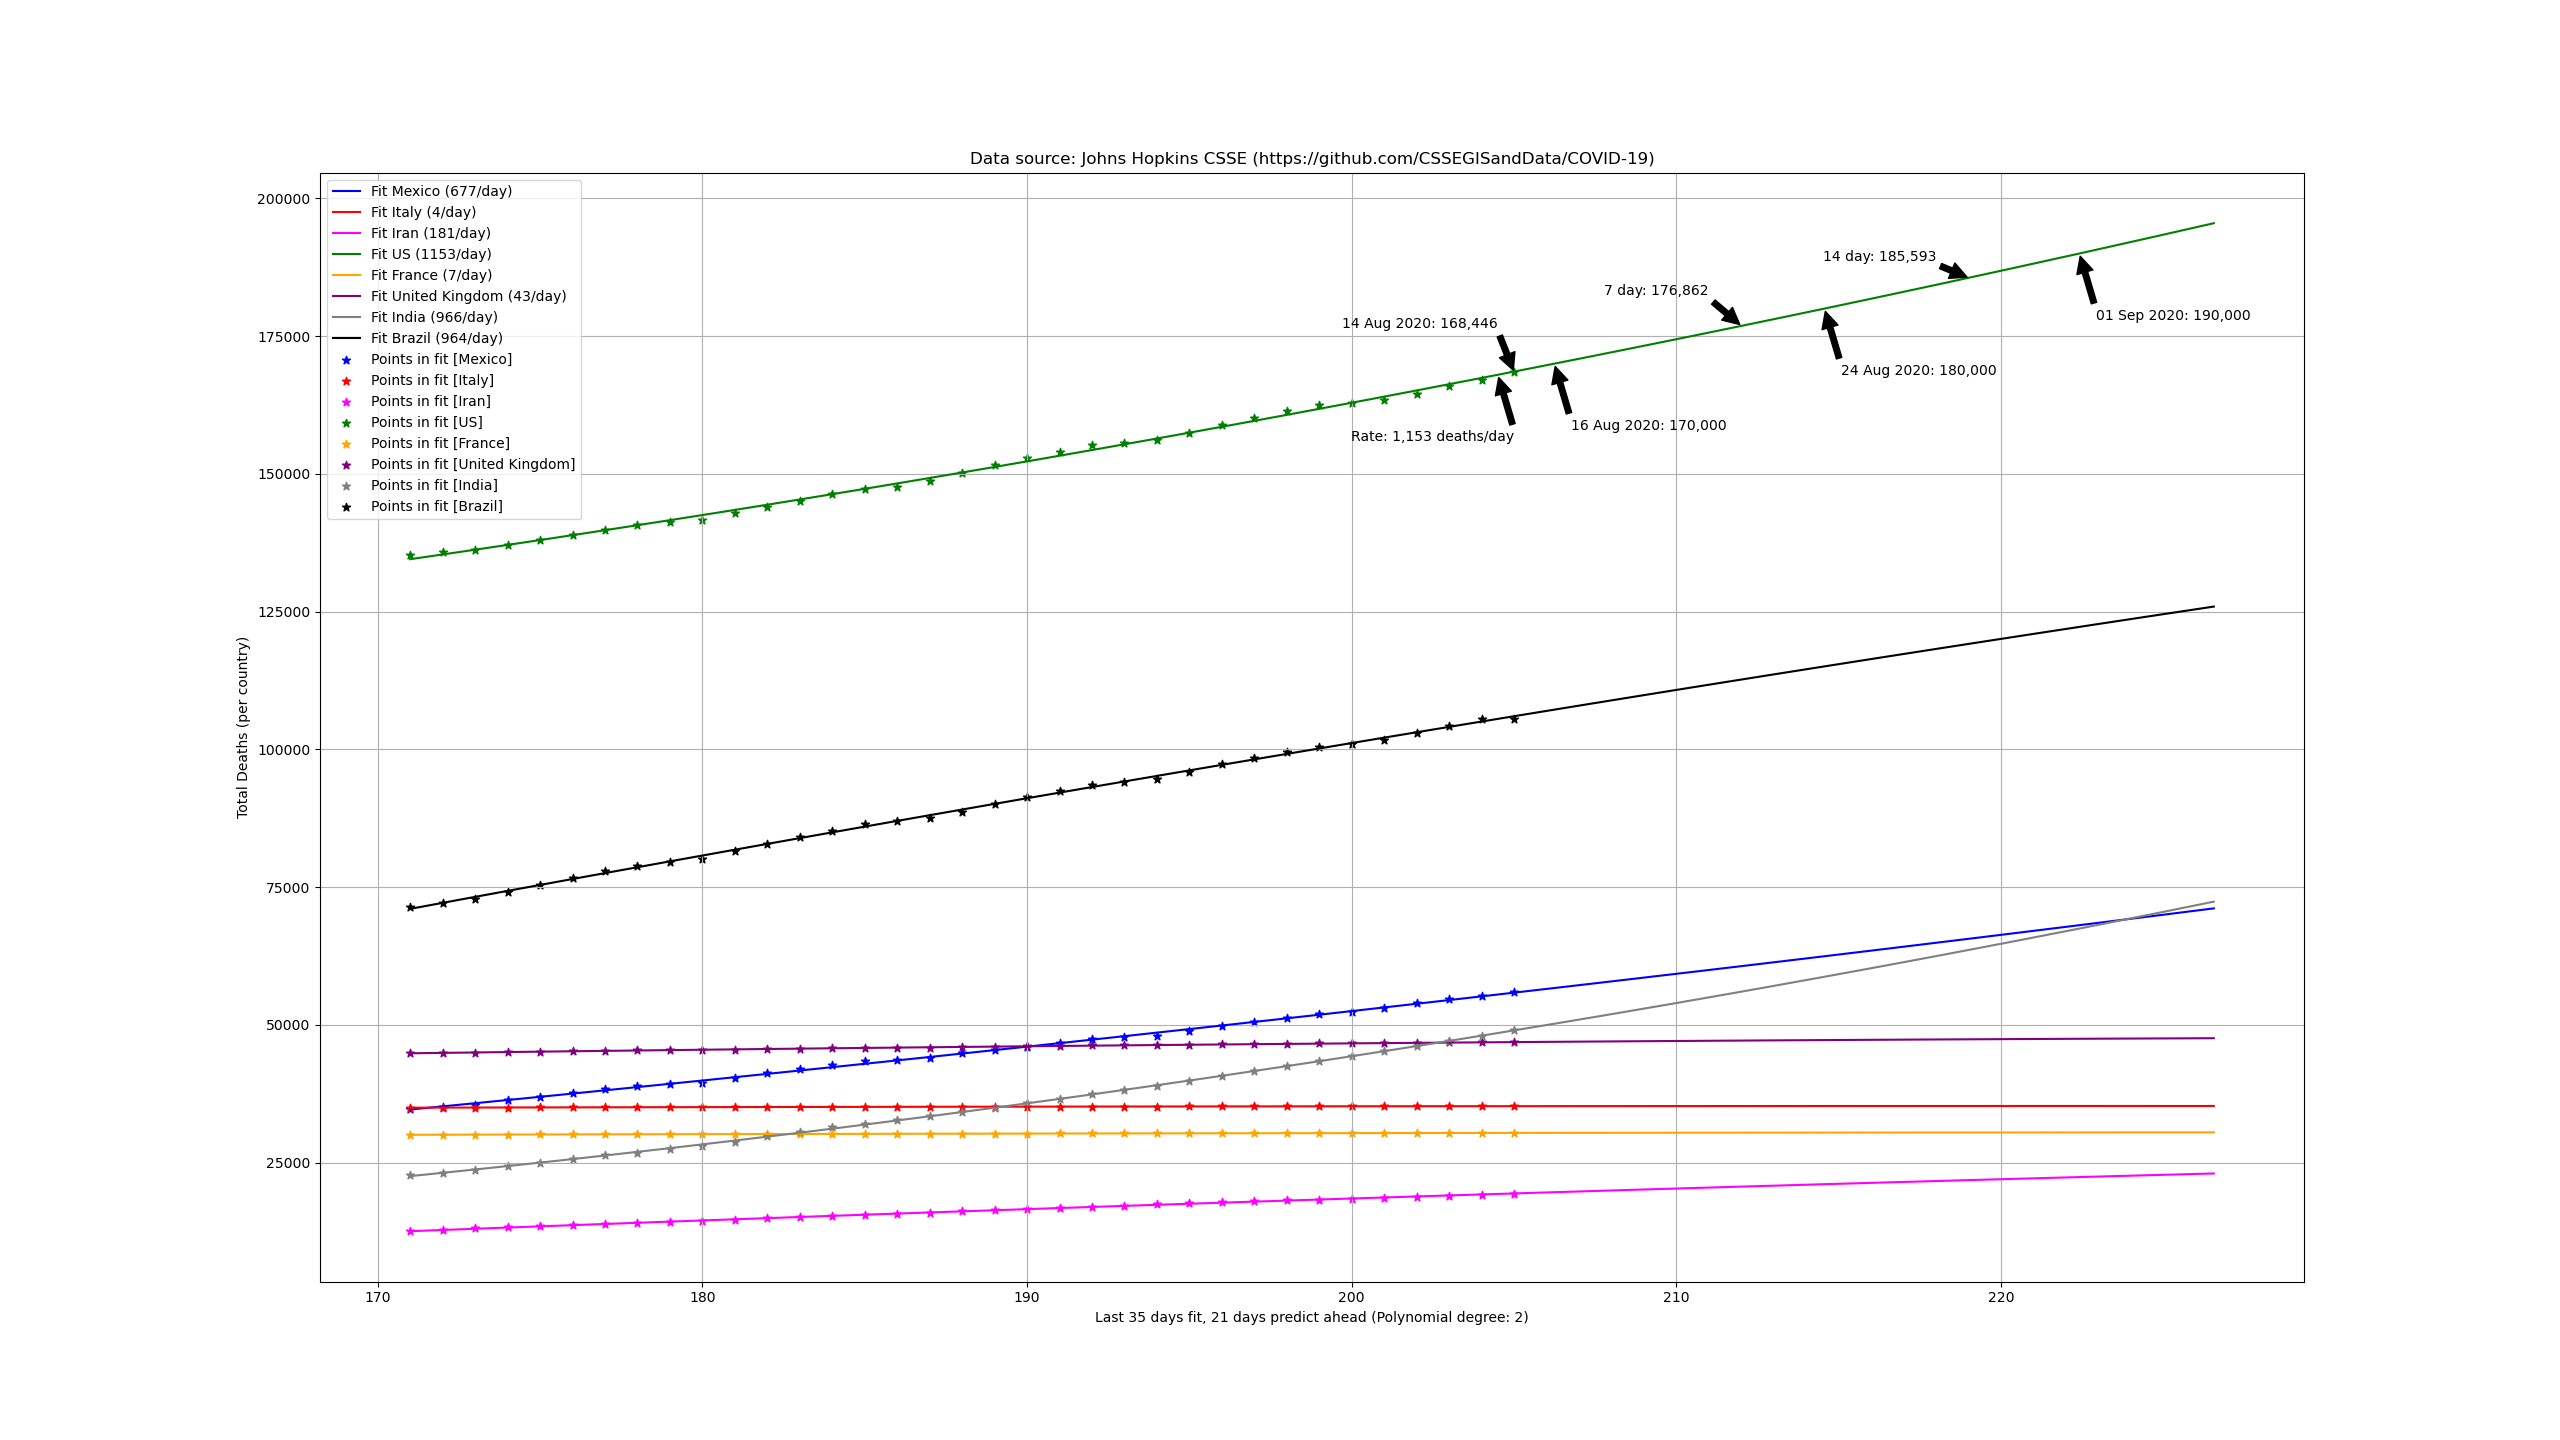 Data source: Johns Hopkins CSSE (https://github.com/CSSEGISandData/COVID-19)
Total Deaths (per country)
200000
175000
150000
125000
100000
75000
50000
25000
Fit Mexico (677/day)
Fit Italy (4/day)
Fit Iran (181/day)
Fit US (1153/day)
Fit France (7/day)
Fit United Kingdom (43/day)
Fit India (966/day)
Fit Brazil (964/day)
Points in fit [Mexico]
Points in fit [Italy]
Points in fit [Iran]
Points in fit [US]
Points in fit [France]
Points in fit [United Kingdom]
Points in fit [India]
Points in fit [Brazil]
14 day: 185,593
7 day: 176,862
01 Sep 2020: 190,000
14 Aug 2020: 168,446
24 Aug 2020: 180,000
16 Aug 2020: 170,000
Rate: 1,153 deaths/day
170 180 190 200 210 220
Last 35 days fit, 21 days predict ahead (Polynomial degree: 2)